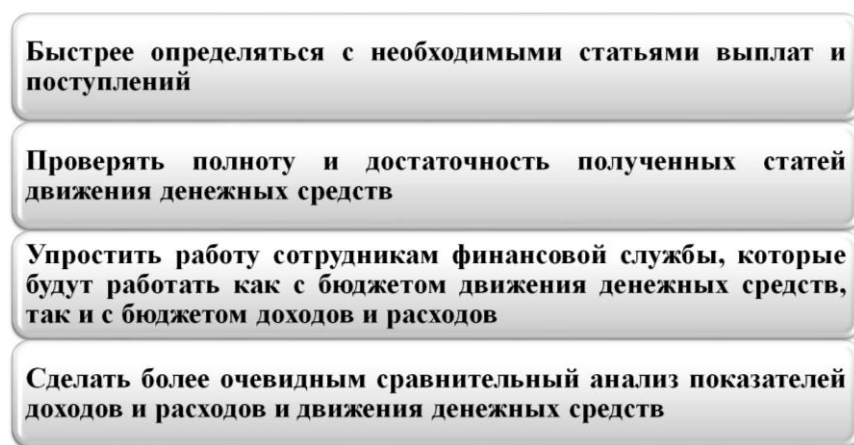 Быстрее определяться с необходимыми статьями выплат и
поступлений
Проверять полноту и достаточность полученных статей
движения денежных средств
Упростить работу сотрудникам финансовой службы, которые
будут работать как с бюджетом движения денежных средств,
так и с бюджетом доходов и расходов
Сделать более очевидным сравнительный анализ показателей
доходов и расходов и движения денежных средств